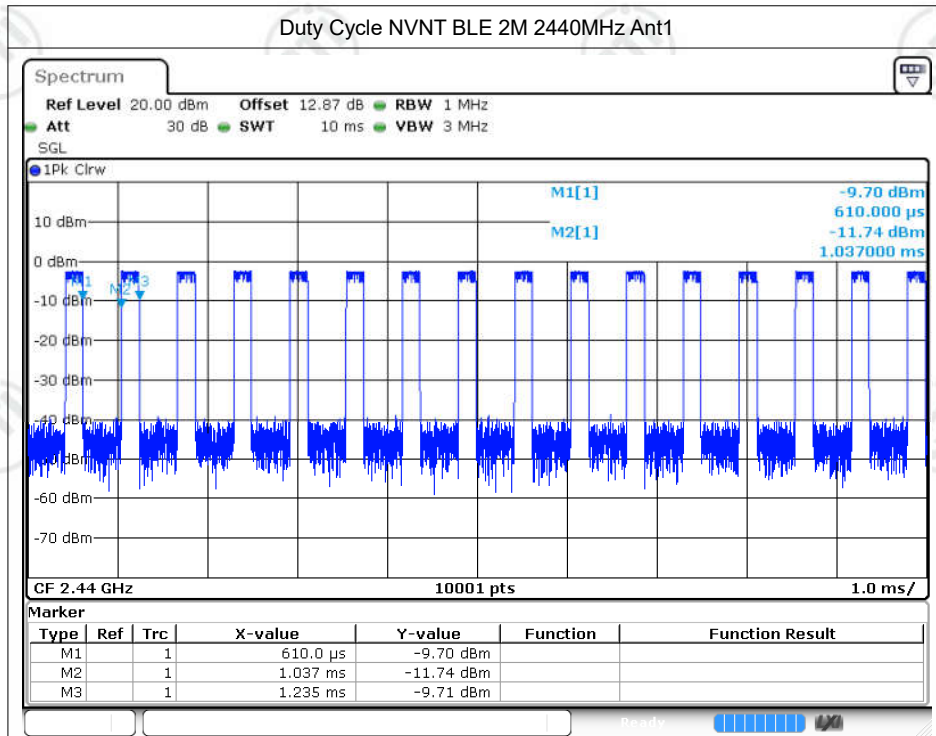 Duty Cycle NVNT BLE 2M 2440MHz Ant1
Spectrum
Ref Level 20.00 dBm Offset 12.87 dB RBW 1 MHz
Att 30 dB SWT 10 ms VBW 3 MHz
SGL
1Pk Clrw
M1[1] -9.70 dBm
610.000 µs
M2[1] -11.74 dBm
1.037000 ms
10 dBm
0 dBm
M1
M2
-10 dBm
-20 dBm
-30 dBm
-40 dBm
-60 dBm
-70 dBm
CF 2.44 GHz 10001 pts 1.0 ms/
Marker
Type Ref Trc X-value Y-value Function Function Result
M1 1 610.0 µs -9.70 dBm
M2 1 1.037 ms -11.74 dBm
M3 1 1.235 ms -9.71 dBm
Ready LXI